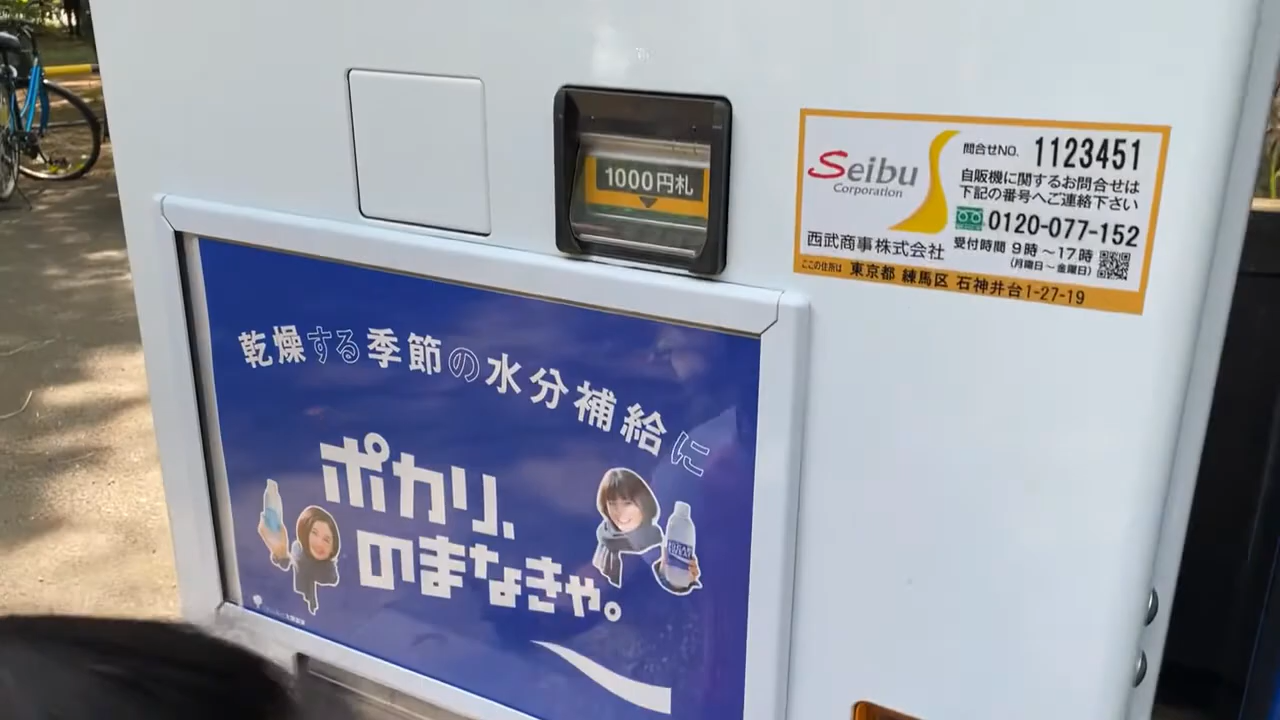 1000円札
Seibu
Corporation
西武商事株式会社
問合せNO. 1123451
自販機に関するお問合せは
下記の番号へご連絡下さい
0120-077-152
受付時間 9時～17時
(月曜日～金曜日)
ここの住所は 東京都 練馬区 石神井台1-27-19
乾燥する季節の水分補給に
ポカリ、
のまなきゃ。